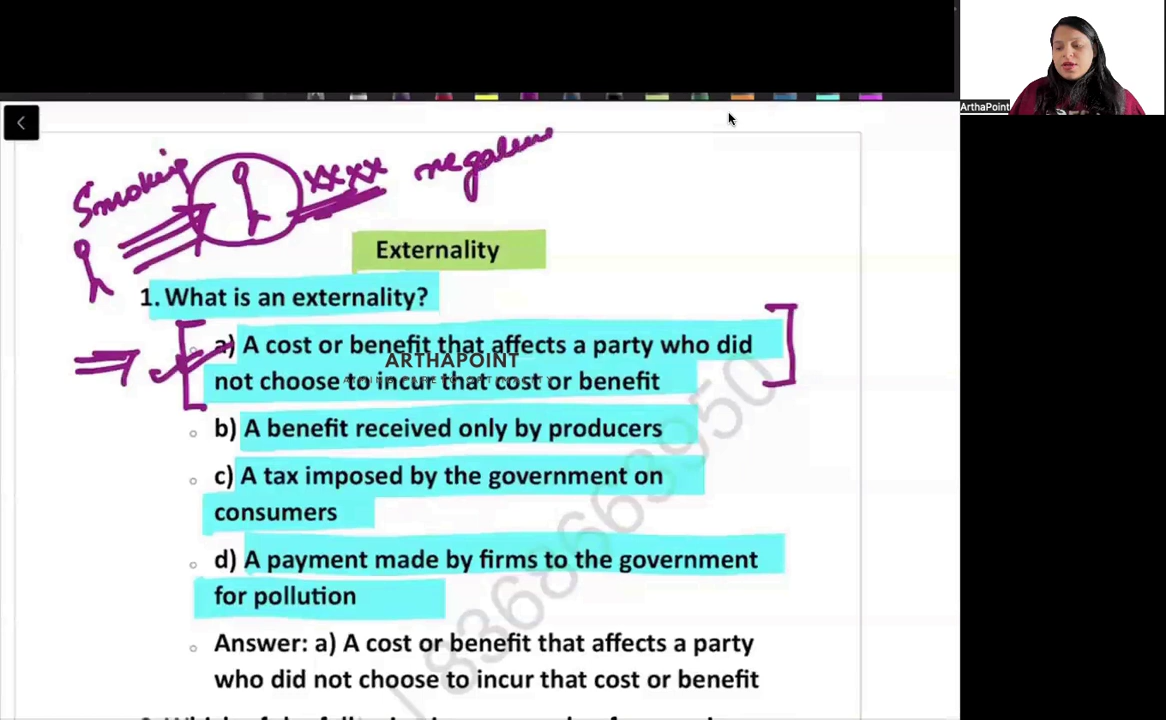 ArthaPoint
Smoking
xxxx
Externality
1. What is an externality?
a) A cost or benefit that affects a party who did
not choose to incur that cost or benefit
ARTHAPOINT
b) A benefit received only by producers
c) A tax imposed by the government on
consumers
d) A payment made by firms to the government
for pollution
Answer: a) A cost or benefit that affects a party
who did not choose to incur that cost or benefit
8368663950